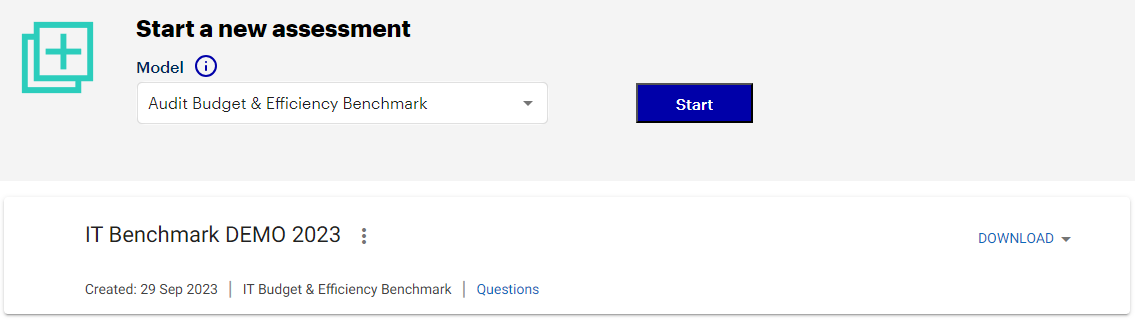 Start a new assessment
Model
Audit Budget & Efficiency Benchmark
Start
IT Benchmark DEMO 2023
DOWNLOAD
Created: 29 Sep 2023 | IT Budget & Efficiency Benchmark | Questions